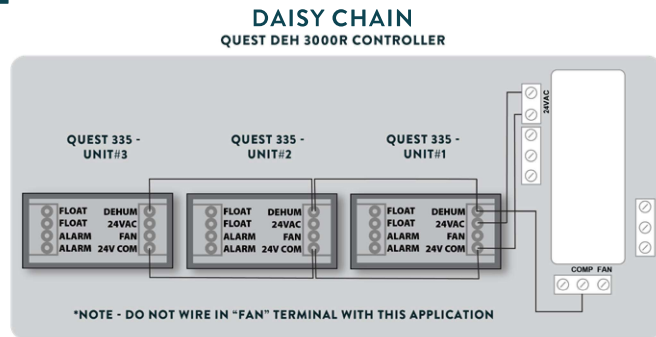 DAISY CHAIN
QUEST DEH 3000R CONTROLLER
24VAC
QUEST 335 -
UNIT#3
QUEST 335 -
UNIT#2
QUEST 335 -
UNIT#1
FLOAT DEHUM
FLOAT 24VAC
ALARM FAN
ALARM 24V COM
FLOAT DEHUM
FLOAT 24VAC
ALARM FAN
ALARM 24V COM
FLOAT DEHUM
FLOAT 24VAC
ALARM FAN
ALARM 24V COM
COMP FAN
*NOTE - DO NOT WIRE IN “FAN” TERMINAL WITH THIS APPLICATION